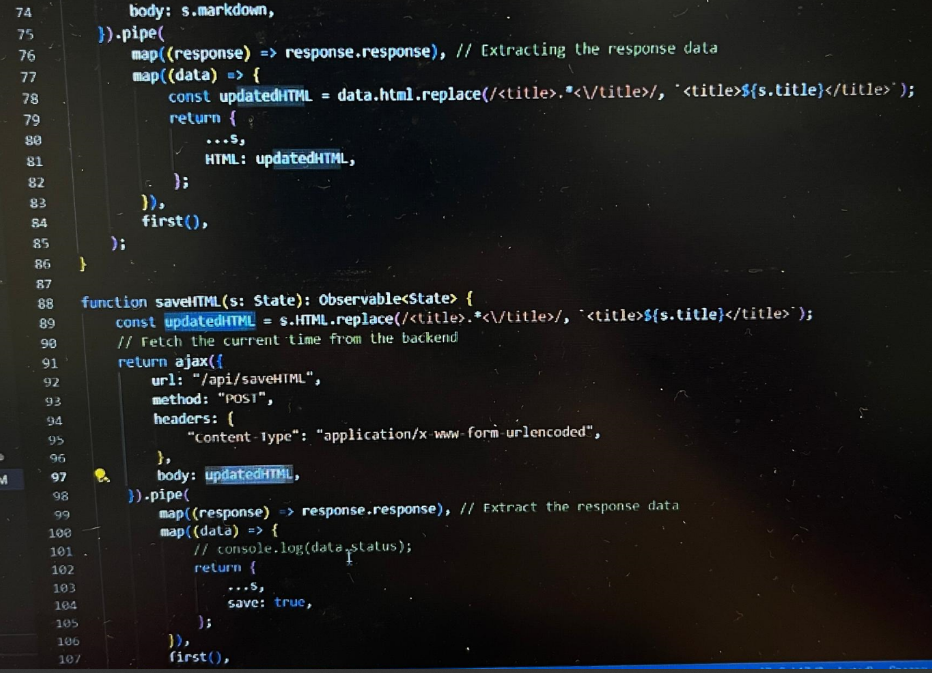 74 body: s.markdown,
75 }).pipe(
76 map((response) => response.response), // Extracting the response data
77 map((data) => {
78 const updatedHTML = data.html.replace(/<title>.*<\/title>/, `<title>${s.title}</title>`);
79 return {
80 ...s,
81 HTML: updatedHTML,
82 };
83 }),
84 first(),
85 );
86 }
87
88 function saveHTML(s: State): Observable<State> {
89 const updatedHTML = s.HTML.replace(/<title>.*<\/title>/, `<title>${s.title}</title>`);
90 // Fetch the current time from the backend
91 return ajax({
92 url: "/api/saveHTML",
93 method: "POST",
94 headers: {
95 "Content-Type": "application/x-www-form-urlencoded",
96 },
97 body: updatedHTML,
98 }).pipe(
99 map((response) => response.response), // Extract the response data
100 map((data) => {
101 // console.log(data.status);
102 return {
103 ...s,
104 save: true,
105 };
106 }),
107 first(),
M